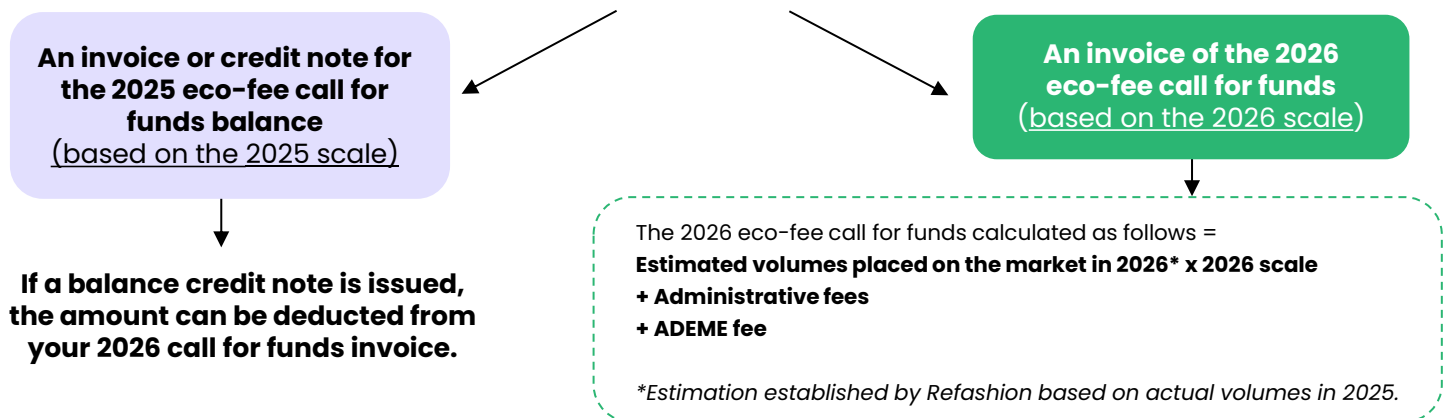 An invoice or credit note for
the 2025 eco-fee call for
funds balance
(based on the 2025 scale)
If a balance credit note is issued,
the amount can be deducted from
your 2026 call for funds invoice.
An invoice of the 2026
eco-fee call for funds
(based on the 2026 scale)
The 2026 eco-fee call for funds calculated as follows =
Estimated volumes placed on the market in 2026* x 2026 scale
+ Administrative fees
+ ADEME fee
*Estimation established by Refashion based on actual volumes in 2025.